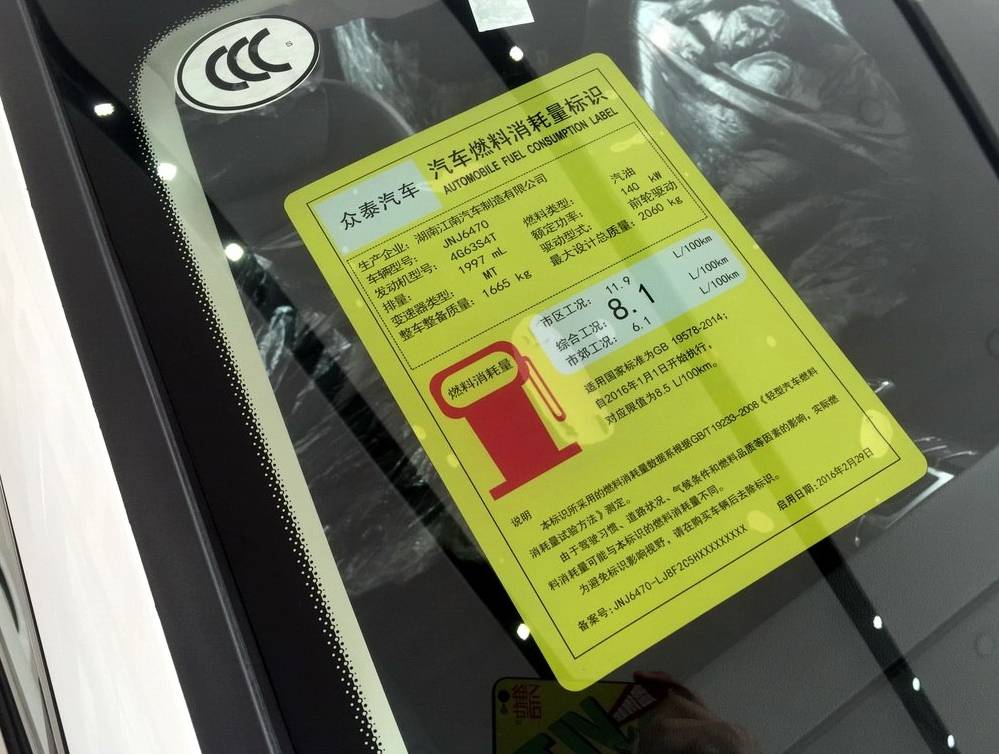 CCC
S
众泰汽车
汽车燃料消耗量标识
AUTOMOBILE FUEL CONSUMPTION LABEL
生产企业: 湖南江南汽车制造有限公司
车辆型号: JNJ6470 燃料类型: 汽油
发动机型号: 4G63S4T 额定功率: 140 kW
排量: 1997 mL 驱动型式: 前轮驱动
变速器类型: MT 最大设计总质量: 2060 kg
整车整备质量: 1665 kg
燃料消耗量
市区工况: 11.9 L/100km
综合工况: 8.1 L/100km
市郊工况: 6.1 L/100km
适用国家标准为GB 19578-2014;
自2016年1月1日开始执行,
对应限值为8.5 L/100km。
说明 本标识所采用的燃料消耗量数据系根据GB/T19233-2008《轻型汽车燃料
消耗量试验方法》测定。
由于驾驶习惯、道路状况、气候条件和燃料品质等因素的影响,实际燃
料消耗量可能与本标识的燃料消耗量不同。
为避免标识影响视野,请在购买车辆后去除标识。
备案号:JNJ6470-LJ8F2C5HXXXXXXXXX 启用日期:2016年2月29日